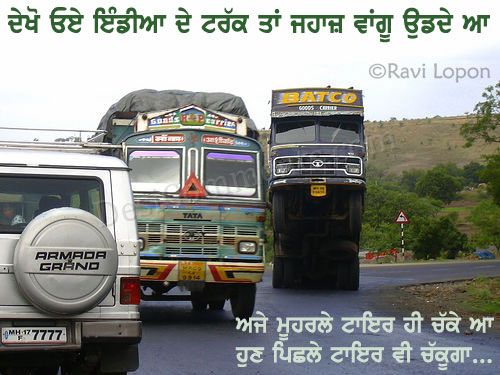 ਦੇਖੋ ਓਏ ਇੰਡੀਆ ਦੇ ਟਰੱਕ ਤਾਂ ਜਹਾਜ਼ ਵਾਂਗੂ ਉਡਦੇ ਆ
©Ravi Lopon
BATCO
GOODS CARRIER
TATA
ARMADA
GRAND
MH·17
F 7777
ਅਜੇ ਮੂਹਰਲੇ ਟਾਇਰ ਹੀ ਚੱਕੇ ਆ
ਹੁਣ ਪਿਛਲੇ ਟਾਇਰ ਵੀ ਚੱਕੂਗਾ...